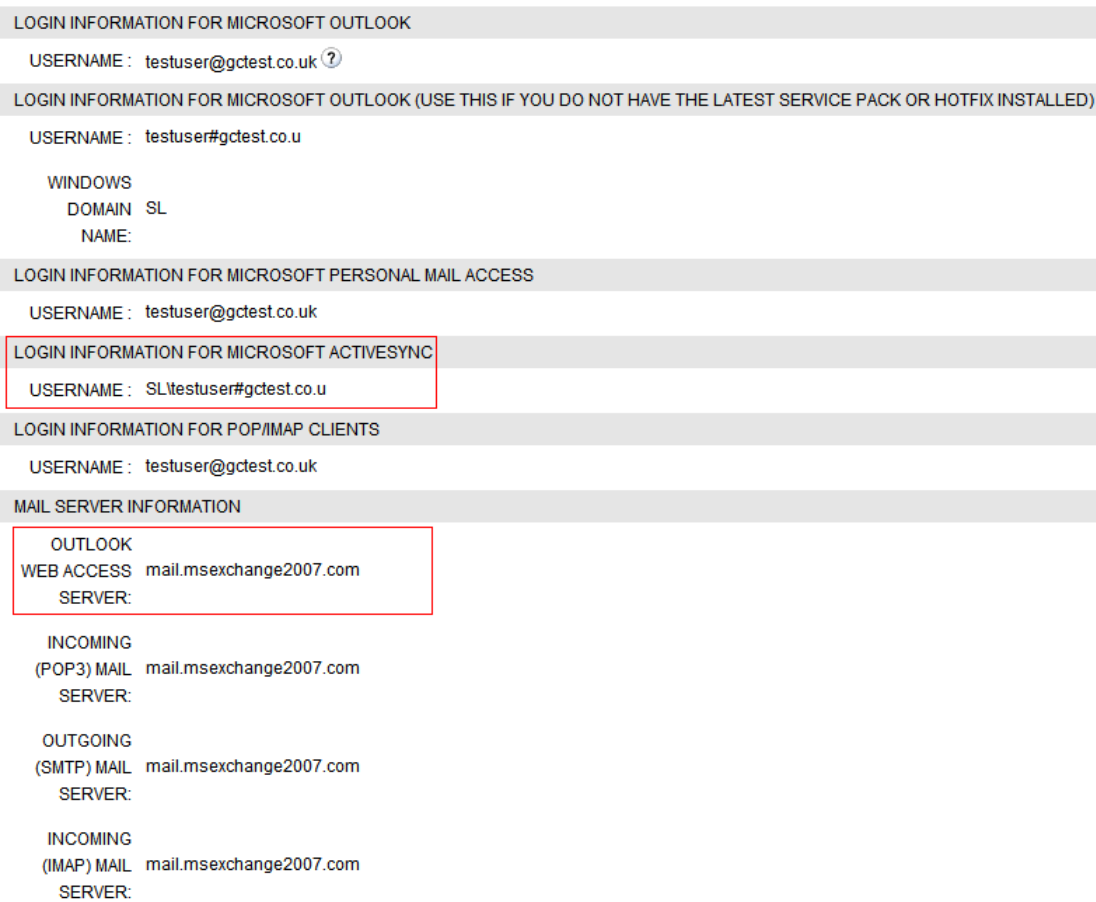 LOGIN INFORMATION FOR MICROSOFT OUTLOOK
USERNAME : testuser@gctest.co.uk ?
LOGIN INFORMATION FOR MICROSOFT OUTLOOK (USE THIS IF YOU DO NOT HAVE THE LATEST SERVICE PACK OR HOTFIX INSTALLED)
USERNAME : testuser#gctest.co.u
WINDOWS
DOMAIN SL
NAME:
LOGIN INFORMATION FOR MICROSOFT PERSONAL MAIL ACCESS
USERNAME : testuser@gctest.co.uk
LOGIN INFORMATION FOR MICROSOFT ACTIVESYNC
USERNAME : SL\testuser#gctest.co.u
LOGIN INFORMATION FOR POP/IMAP CLIENTS
USERNAME : testuser@gctest.co.uk
MAIL SERVER INFORMATION
OUTLOOK
WEB ACCESS mail.msexchange2007.com
SERVER:
INCOMING
(POP3) MAIL mail.msexchange2007.com
SERVER:
OUTGOING
(SMTP) MAIL mail.msexchange2007.com
SERVER:
INCOMING
(IMAP) MAIL mail.msexchange2007.com
SERVER: